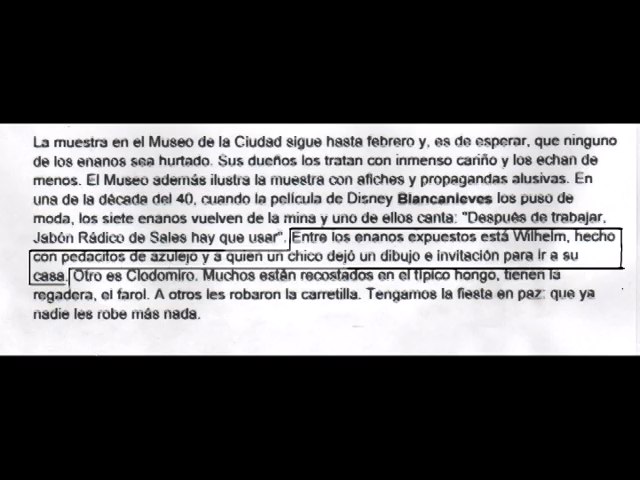 La muestra en el Museo de la Ciudad sigue hasta febrero y, es de esperar, que ninguno
de los enanos sea hurtado. Sus dueños los tratan con inmenso cariño y los echan de
menos. El Museo además ilustra la muestra con afiches y propagandas alusivas. En
una de la década del 40, cuando la película de Disney Blancanieves los puso de
moda, los siete enanos vuelven de la mina y uno de ellos canta: "Después de trabajar,
Jabón Rádico de Sales hay que usar". Entre los enanos expuestos está Wilhelm, hecho
con pedacitos de azulejo y a quien un chico dejó un dibujo e invitación para ir a su
casa. Otro es Clodomiro. Muchos están recostados en el típico hongo, tienen la
regadera, el farol. A otros les robaron la carretilla. Tengamos la fiesta en paz: que ya
nadie les robe más nada.